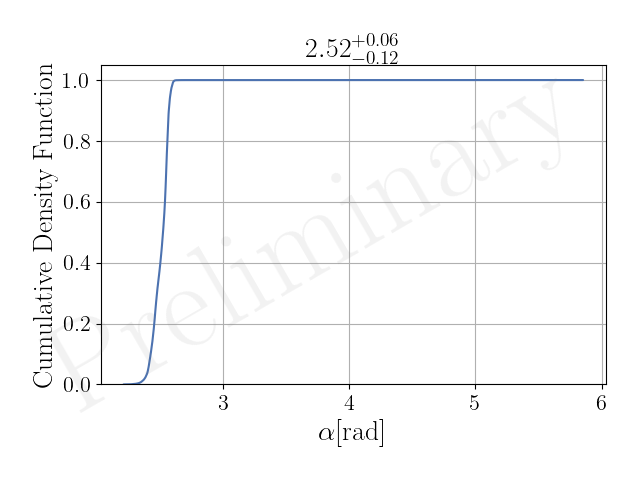 2.52^{+0.06}_{-0.12}
Cumulative Density Function
1.0
0.8
0.6
0.4
0.2
0.0
3 4 5 6
α[rad]
Preliminary